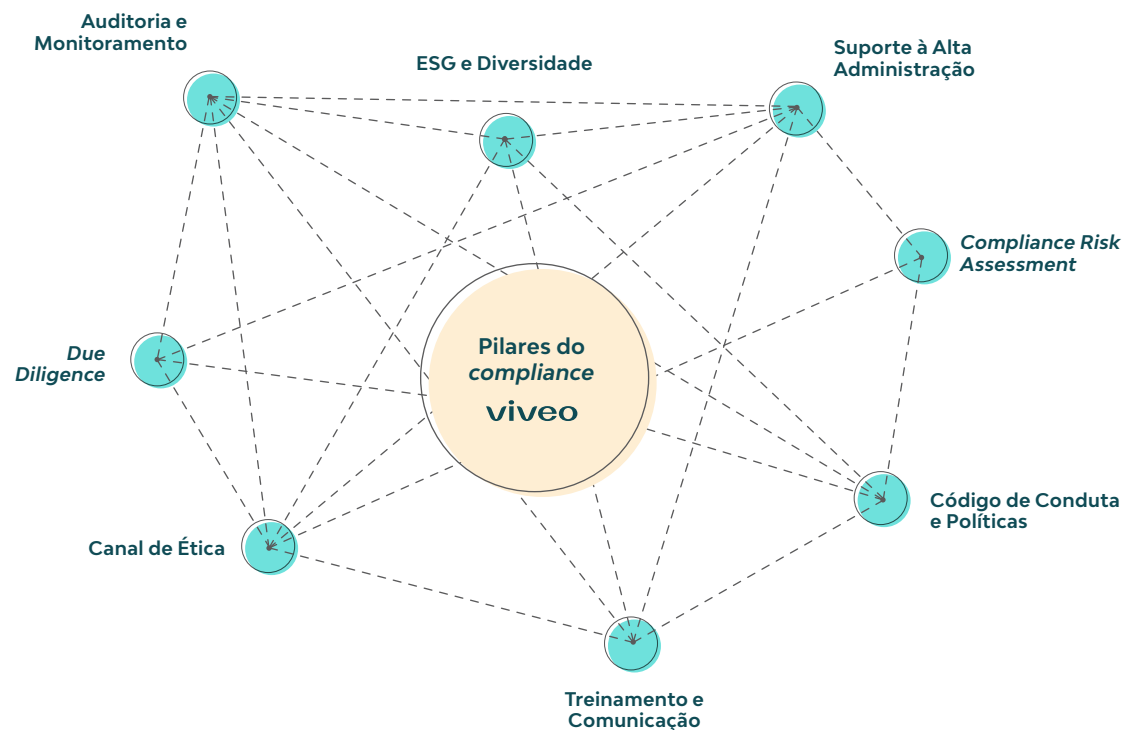 Auditoria e
Monitoramento
ESG e Diversidade
Suporte à Alta
Administração
Compliance Risk
Assessment
Due
Diligence
Pilares do
compliance
viveo
Código de Conduta
e Políticas
Canal de Ética
Treinamento e
Comunicação